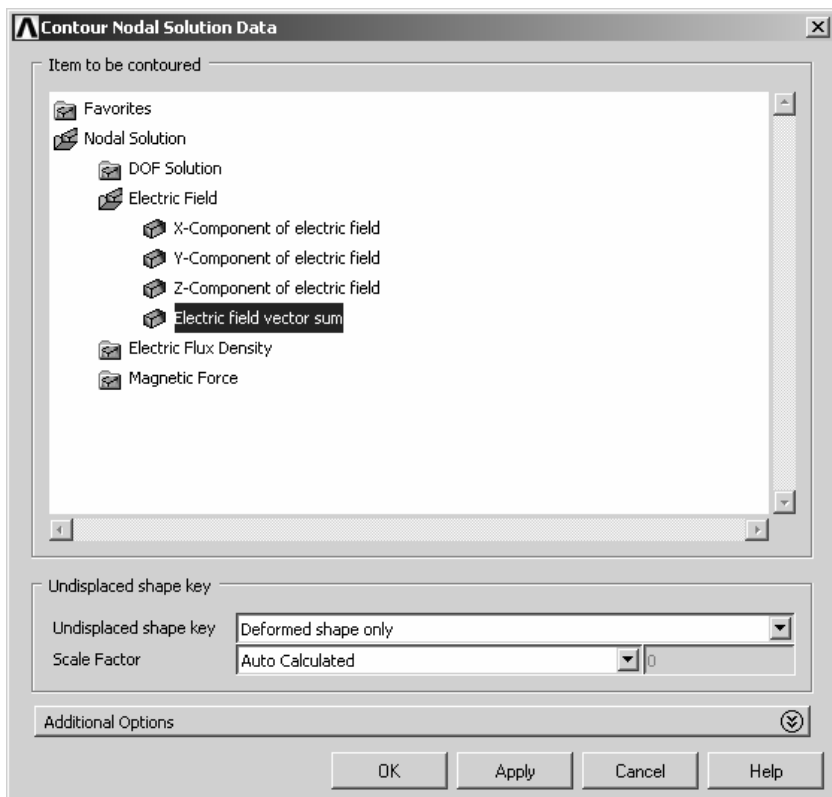 Contour Nodal Solution Data
Item to be contoured
Favorites
Nodal Solution
DOF Solution
Electric Field
X-Component of electric field
Y-Component of electric field
Z-Component of electric field
Electric field vector sum
Electric Flux Density
Magnetic Force
Undisplaced shape key
Undisplaced shape key Deformed shape only
Scale Factor Auto Calculated 0
Additional Options
OK Apply Cancel Help